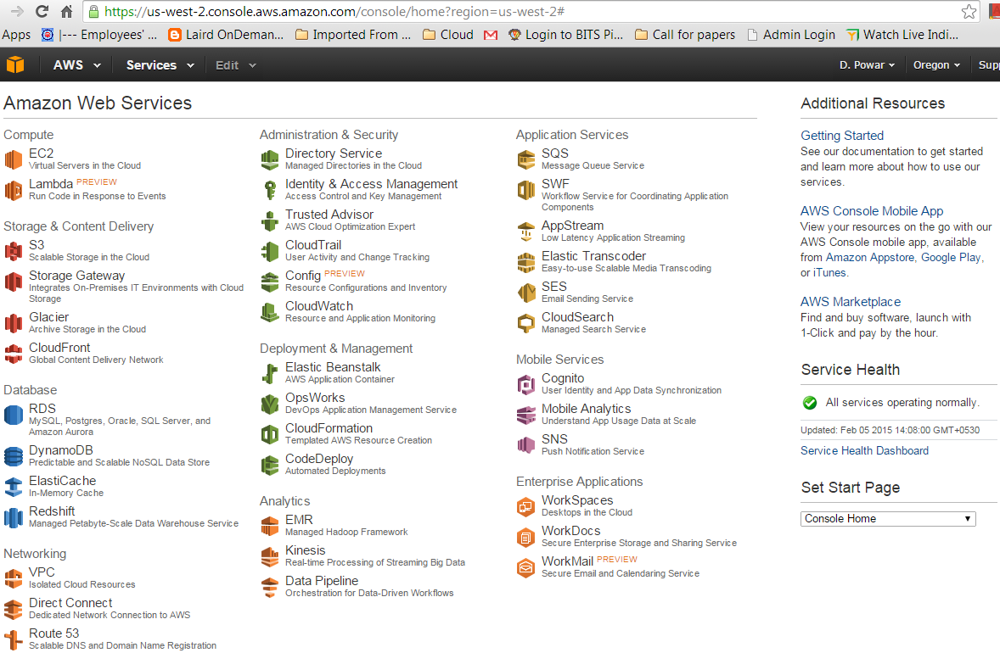 https://us-west-2.console.aws.amazon.com/console/home?region=us-west-2#
Apps |--- Employees' ... Laird OnDeman... Imported From ... Cloud Login to BITS Pi... Call for papers Admin Login Watch Live Indi...
AWS Services Edit D. Powar Oregon Supp
Amazon Web Services
Compute
EC2
Virtual Servers in the Cloud
Lambda PREVIEW
Run Code in Response to Events
Storage & Content Delivery
S3
Scalable Storage in the Cloud
Storage Gateway
Integrates On-Premises IT Environments with Cloud
Storage
Glacier
Archive Storage in the Cloud
CloudFront
Global Content Delivery Network
Database
RDS
MySQL, Postgres, Oracle, SQL Server, and
Amazon Aurora
DynamoDB
Predictable and Scalable NoSQL Data Store
ElastiCache
In-Memory Cache
Redshift
Managed Petabyte-Scale Data Warehouse Service
Networking
VPC
Isolated Cloud Resources
Direct Connect
Dedicated Network Connection to AWS
Route 53
Scalable DNS and Domain Name Registration
Administration & Security
Directory Service
Managed Directories in the Cloud
Identity & Access Management
Access Control and Key Management
Trusted Advisor
AWS Cloud Optimization Expert
CloudTrail
User Activity and Change Tracking
Config PREVIEW
Resource Configurations and Inventory
CloudWatch
Resource and Application Monitoring
Deployment & Management
Elastic Beanstalk
AWS Application Container
OpsWorks
DevOps Application Management Service
CloudFormation
Templated AWS Resource Creation
CodeDeploy
Automated Deployments
Analytics
EMR
Managed Hadoop Framework
Kinesis
Real-time Processing of Streaming Big Data
Data Pipeline
Orchestration for Data-Driven Workflows
Application Services
SQS
Message Queue Service
SWF
Workflow Service for Coordinating Application
Components
AppStream
Low Latency Application Streaming
Elastic Transcoder
Easy-to-use Scalable Media Transcoding
SES
Email Sending Service
CloudSearch
Managed Search Service
Mobile Services
Cognito
User Identity and App Data Synchronization
Mobile Analytics
Understand App Usage Data at Scale
SNS
Push Notification Service
Enterprise Applications
WorkSpaces
Desktops in the Cloud
WorkDocs
Secure Enterprise Storage and Sharing Service
WorkMail PREVIEW
Secure Email and Calendaring Service
Additional Resources
Getting Started
See our documentation to get started
and learn more about how to use our
services.
AWS Console Mobile App
View your resources on the go with our
AWS Console mobile app, available
from Amazon Appstore, Google Play,
or iTunes.
AWS Marketplace
Find and buy software, launch with
1-Click and pay by the hour.
Service Health
All services operating normally.
Updated: Feb 05 2015 14:08:00 GMT+0530
Service Health Dashboard
Set Start Page
Console Home